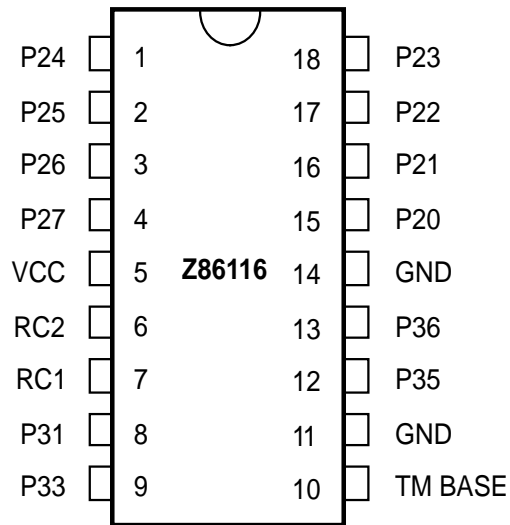 P24 1 18 P23
P25 2 17 P22
P26 3 16 P21
P27 4 15 P20
VCC 5 Z86116 14 GND
RC2 6 13 P36
RC1 7 12 P35
P31 8 11 GND
P33 9 10 TM BASE